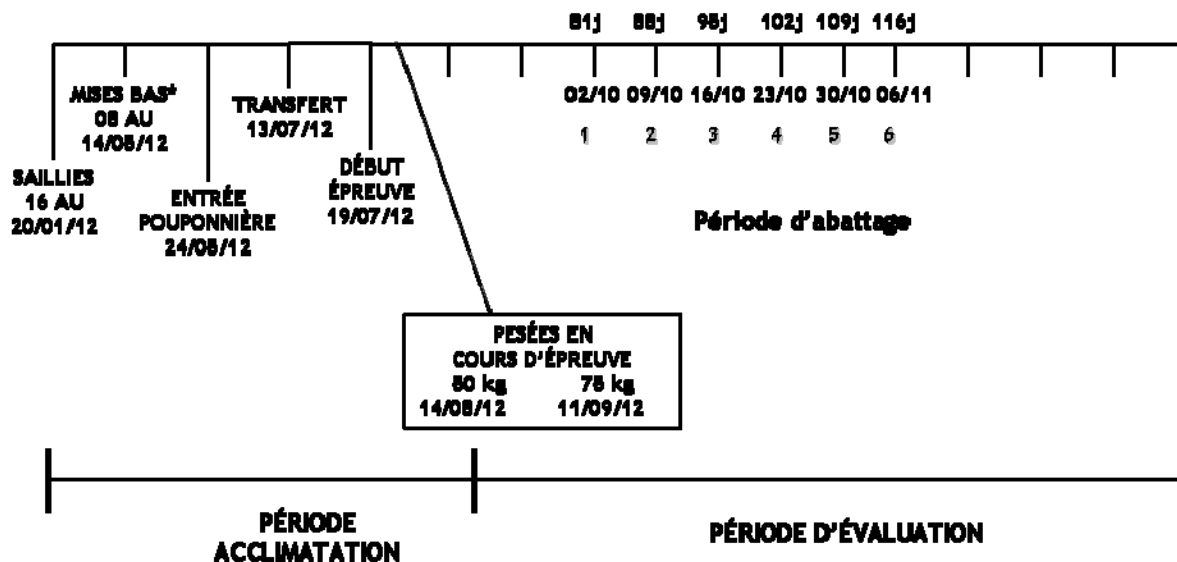 81j 88j 95j 102j 109j 116j
02/10 09/10 16/10 23/10 30/10 06/11
1 2 3 4 5 6
MISES BAS*
08 AU
14/05/12
TRANSFERT
13/07/12
SAILLIES
16 AU
20/01/12
ENTRÉE
POUPONNIÈRE
24/05/12
DÉBUT
ÉPREUVE
19/07/12
Période d'abattage
PESÉES EN
COURS D'ÉPREUVE
50 kg 75 kg
14/08/12 11/09/12
PÉRIODE
ACCLIMATATION
PÉRIODE D'ÉVALUATION